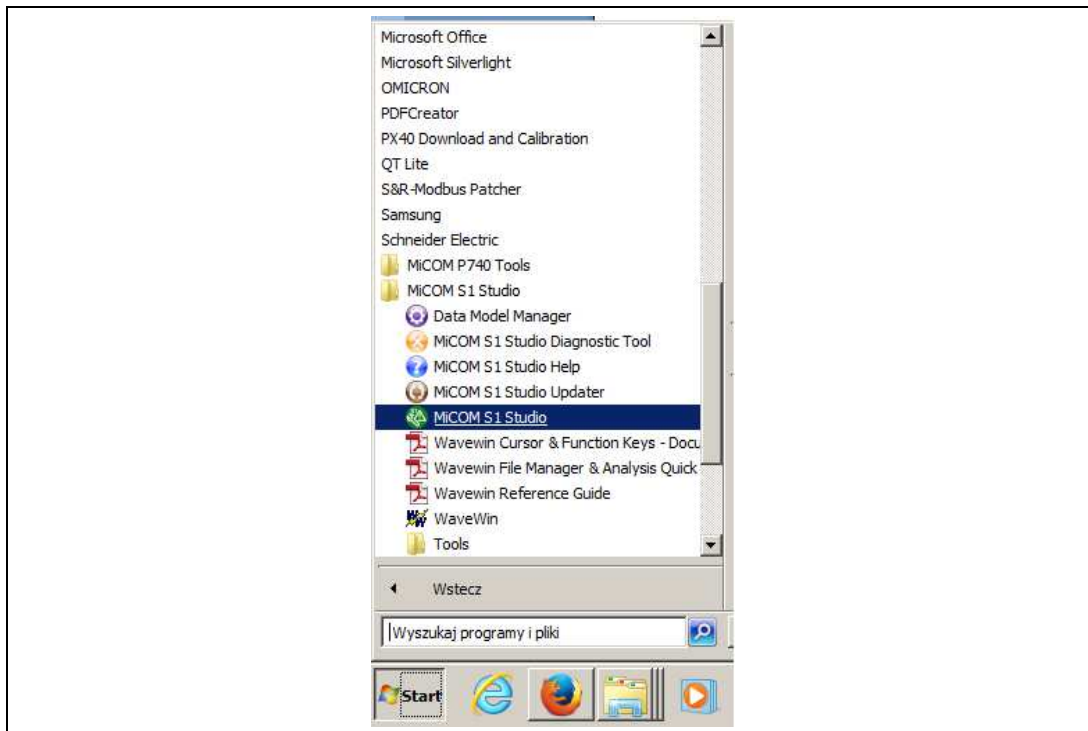 Microsoft Office
Microsoft Silverlight
OMICRON
PDFCreator
PX40 Download and Calibration
QT Lite
S&R-Modbus Patcher
Samsung
Schneider Electric
MiCOM P740 Tools
MiCOM S1 Studio
Data Model Manager
MiCOM S1 Studio Diagnostic Tool
MiCOM S1 Studio Help
MiCOM S1 Studio Updater
MiCOM S1 Studio
Wavewin Cursor & Function Keys - Docu
Wavewin File Manager & Analysis Quick
Wavewin Reference Guide
WaveWin
Tools
Wstecz
Wyszukaj programy i pliki
Start